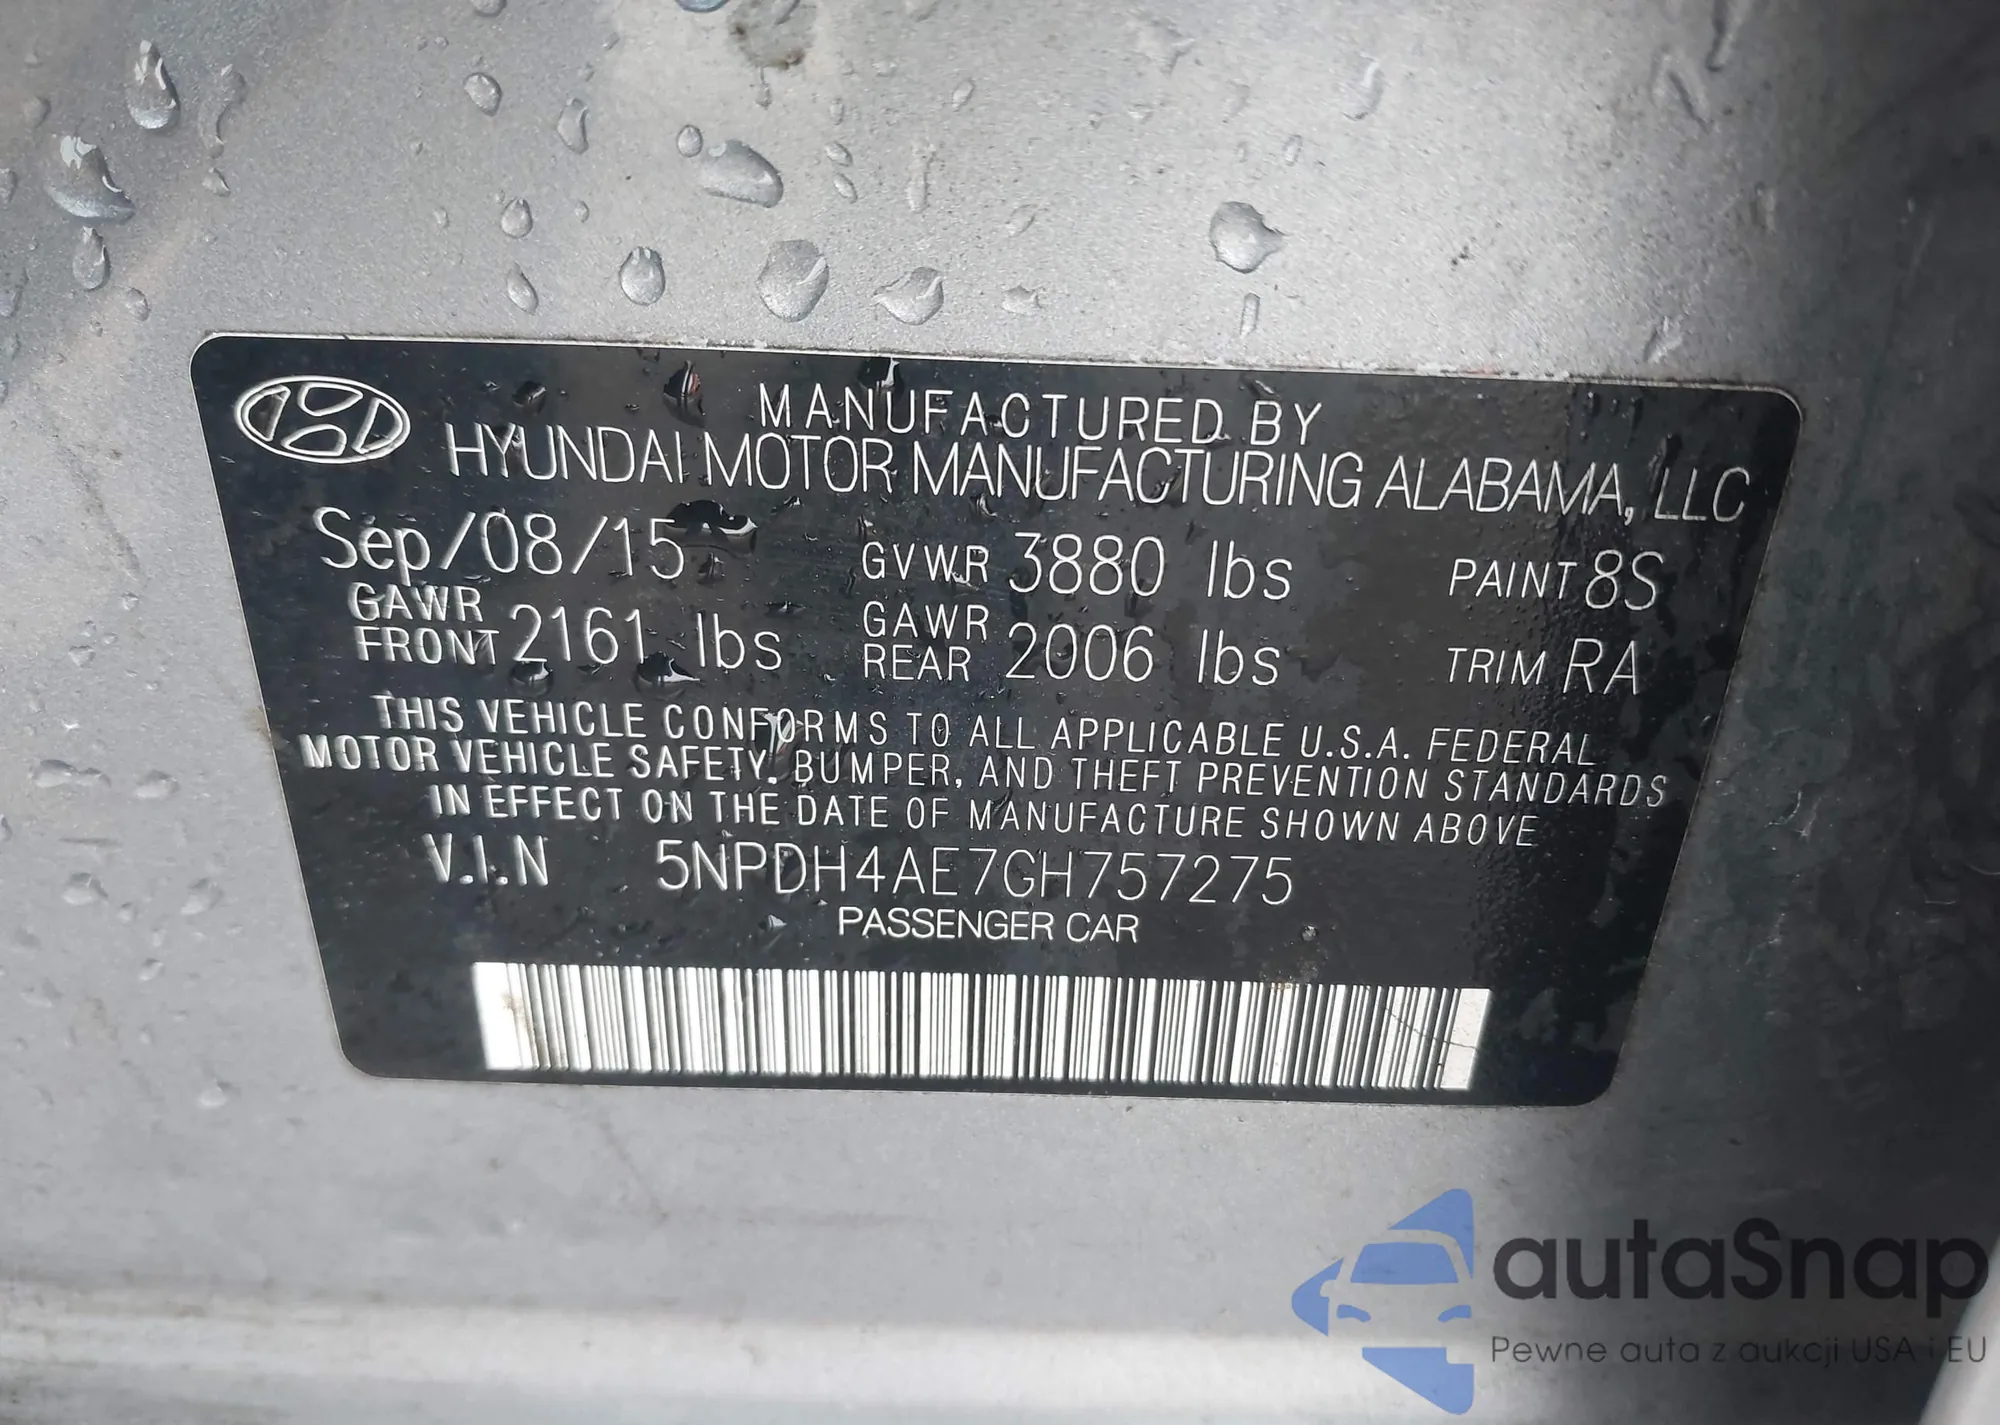 MANUFACTURED BY
HYUNDAI MOTOR MANUFACTURING ALABAMA, LLC
Sep/08/15 GVWR 3880 lbs PAINT 8S
GAWR FRONT 2161 lbs GAWR REAR 2006 lbs TRIM RA
THIS VEHICLE CONFORMS TO ALL APPLICABLE U.S.A. FEDERAL
MOTOR VEHICLE SAFETY, BUMPER, AND THEFT PREVENTION STANDARDS
IN EFFECT ON THE DATE OF MANUFACTURE SHOWN ABOVE
V.I.N 5NPDH4AE7GH757275
PASSENGER CAR
autaSnap
Pewne auta z aukcji USA i EU